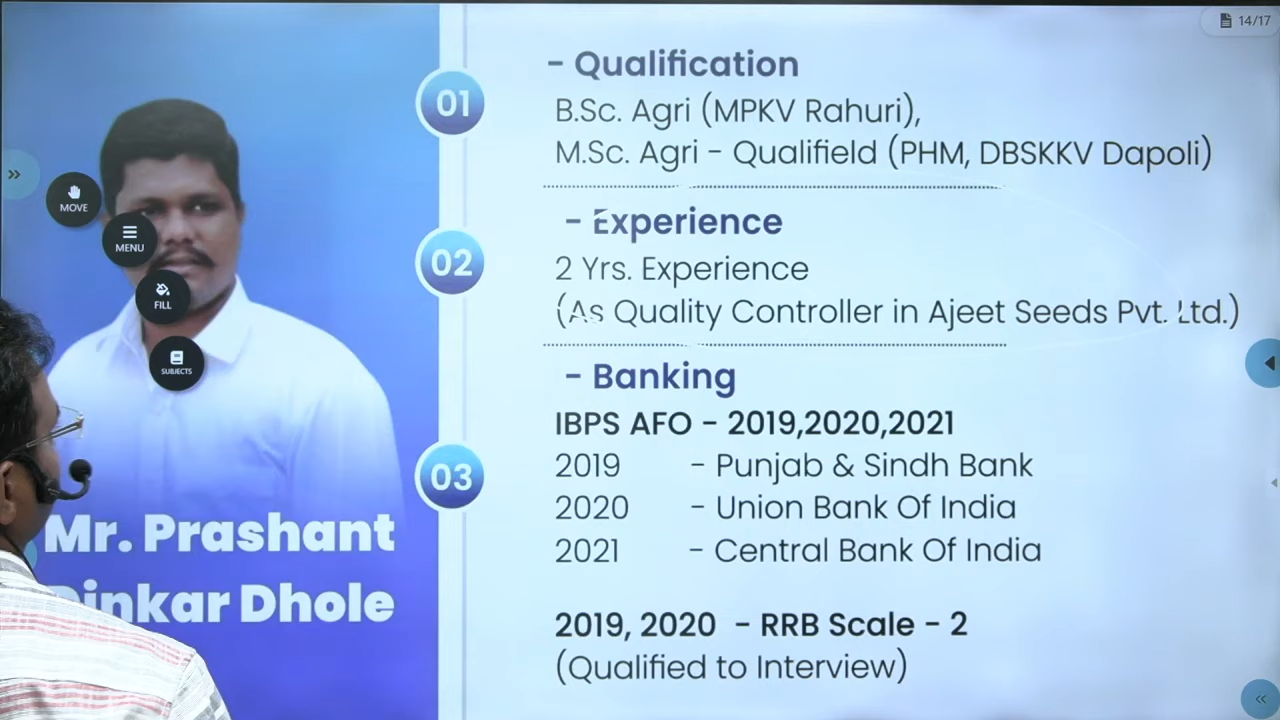 14/17
- Qualification
01
B.Sc. Agri (MPKV Rahuri),
M.Sc. Agri - Qualifield (PHM, DBSKKV Dapoli)
- Experience
02
2 Yrs. Experience
(As Quality Controller in Ajeet Seeds Pvt. Ltd.)
- Banking
03
IBPS AFO - 2019,2020,2021
2019 - Punjab & Sindh Bank
2020 - Union Bank Of India
2021 - Central Bank Of India
2019, 2020 - RRB Scale - 2
(Qualified to Interview)
MOVE
MENU
FILL
SUBJECTS
Mr. Prashant
Dinkar Dhole